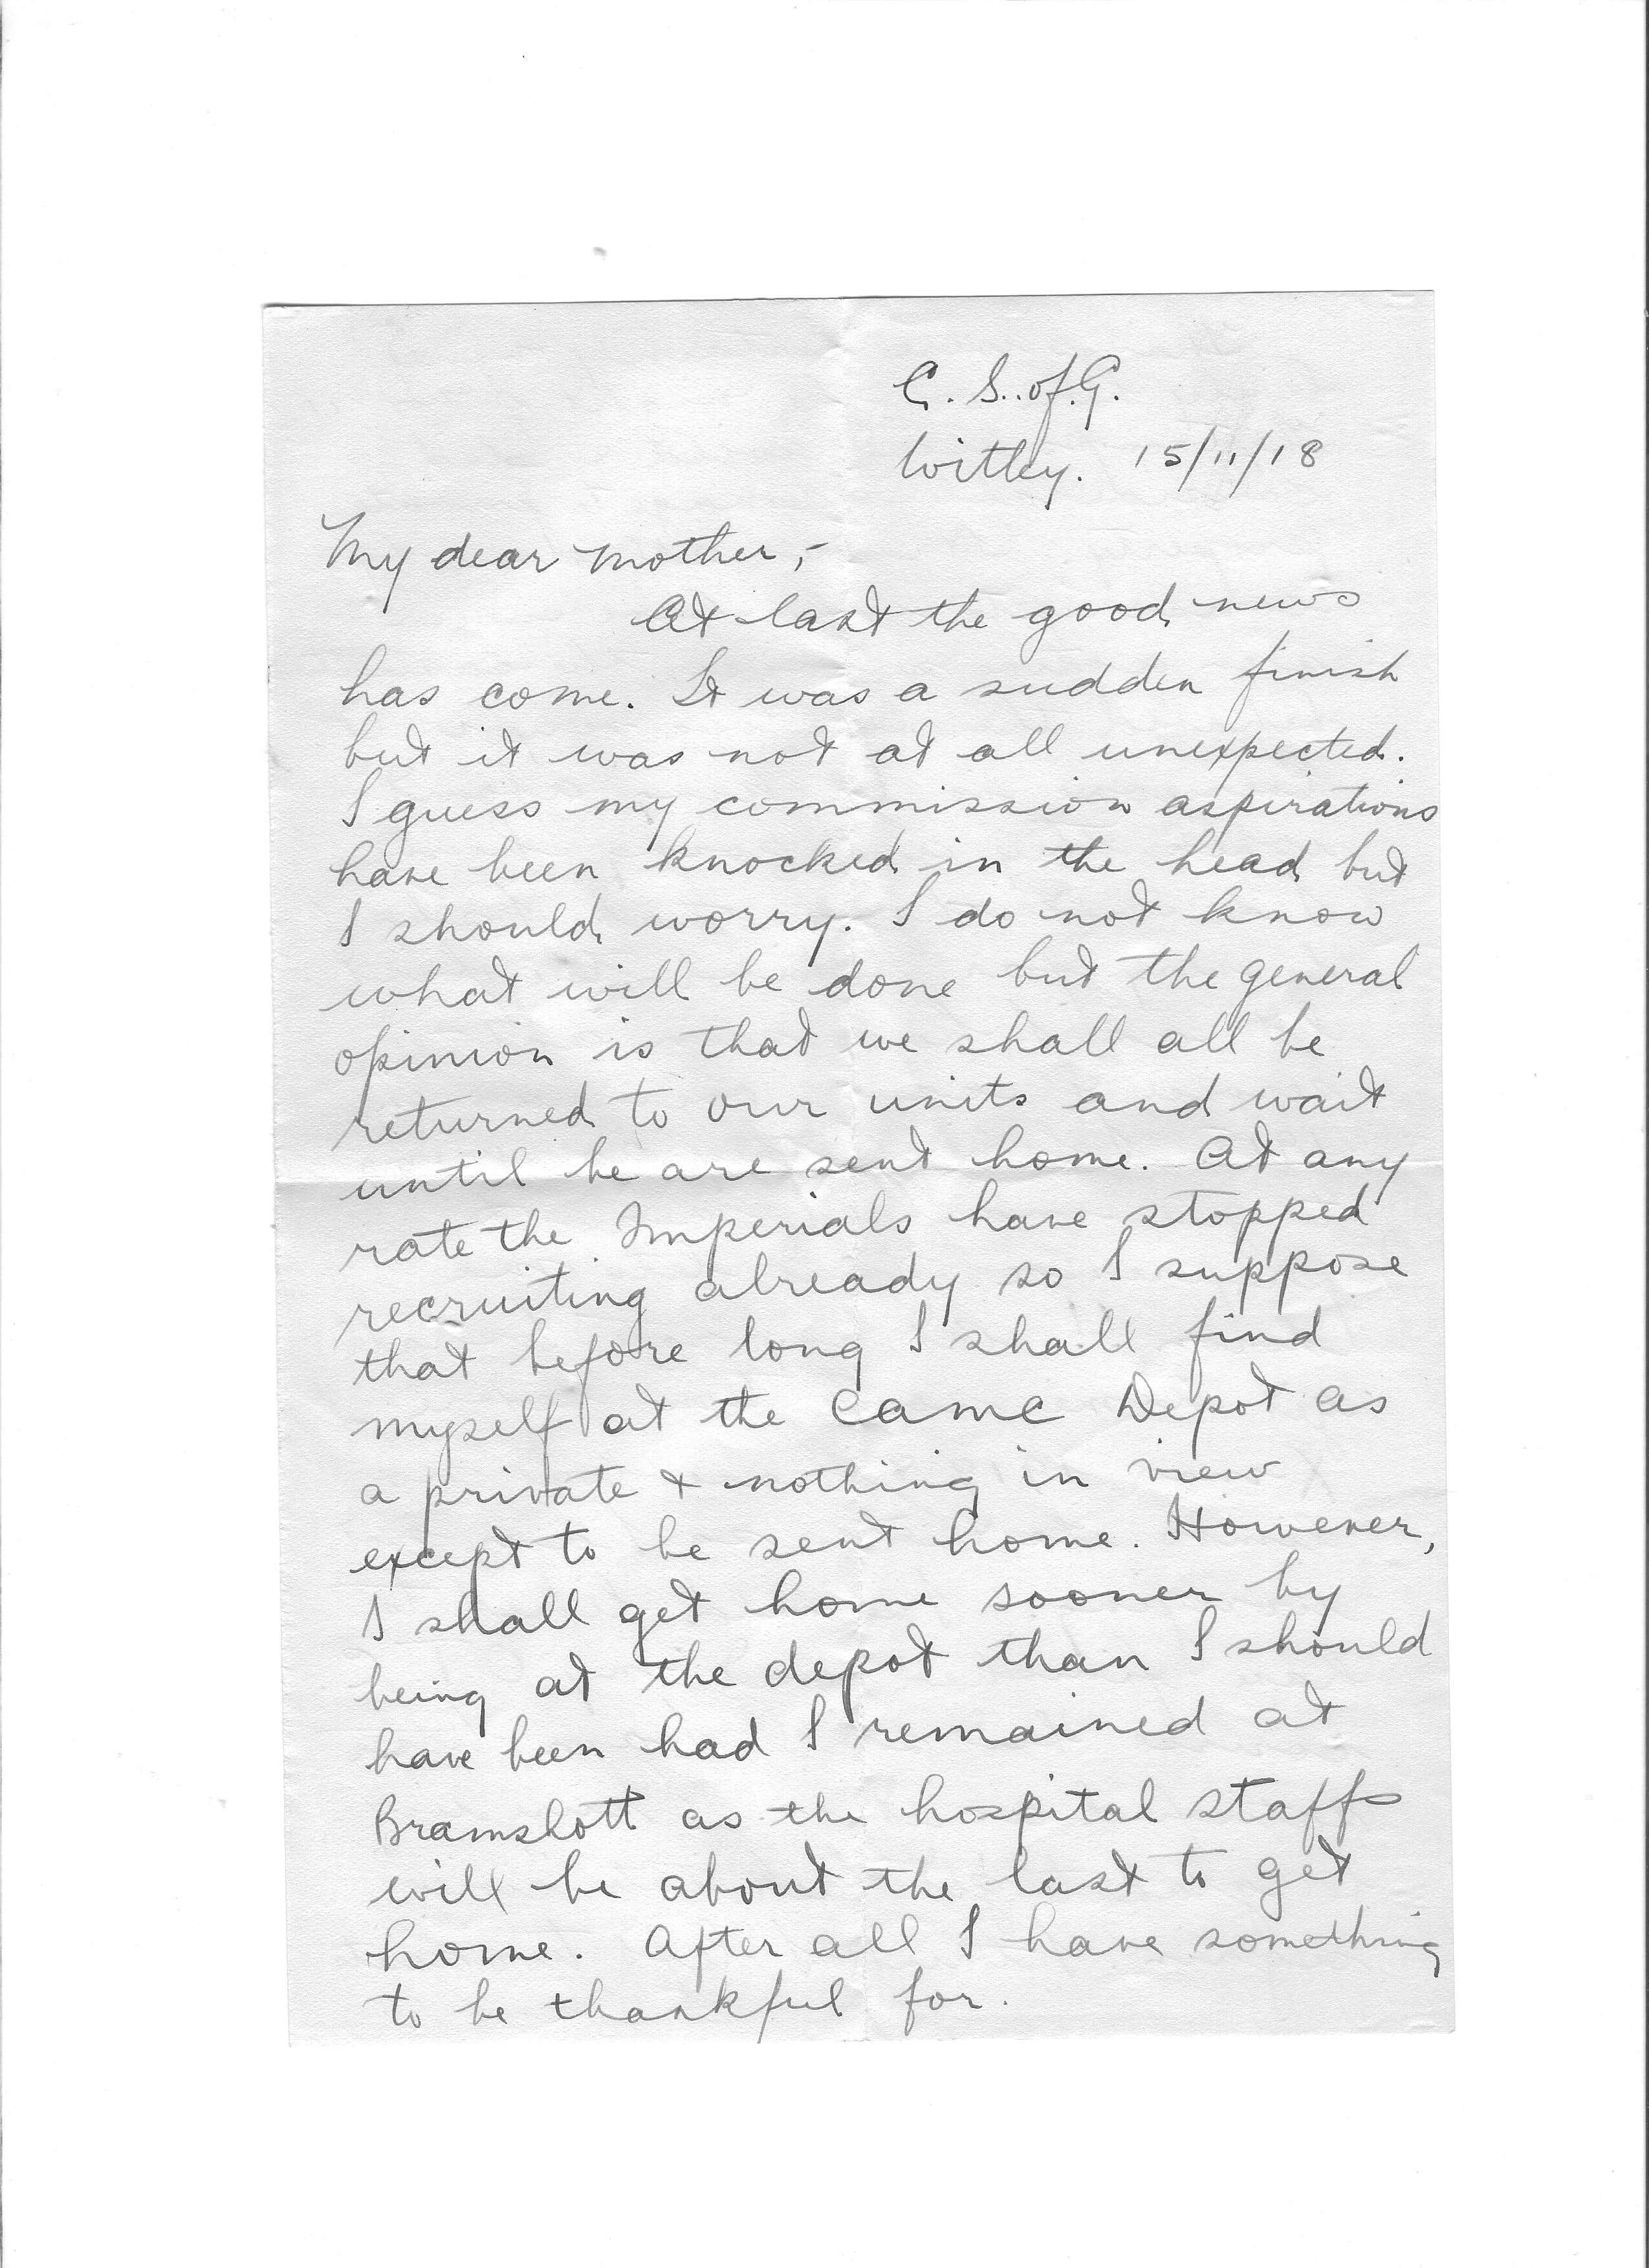 C. S. of. G.
Witley. 15/11/18
My dear Mother,-
At last the good news
has come. It was a sudden finish
but it was not at all unexpected.
I guess my commission aspirations
have been knocked in the head but
I should worry. I do not know
what will be done but the general
opinion is that we shall all be
returned to our units and wait
until he are sent home. At any
rate the Imperials have stopped
recruiting already so I suppose
that before long I shall find
myself at the CAMC Depot as
a private & nothing in view
except to be sent home. However,
I shall get home sooner by
being at the depot than I should
have been had I remained at
Bramshott as the hospital staffs
will be about the last to get
home. After all I have something
to be thankful for.